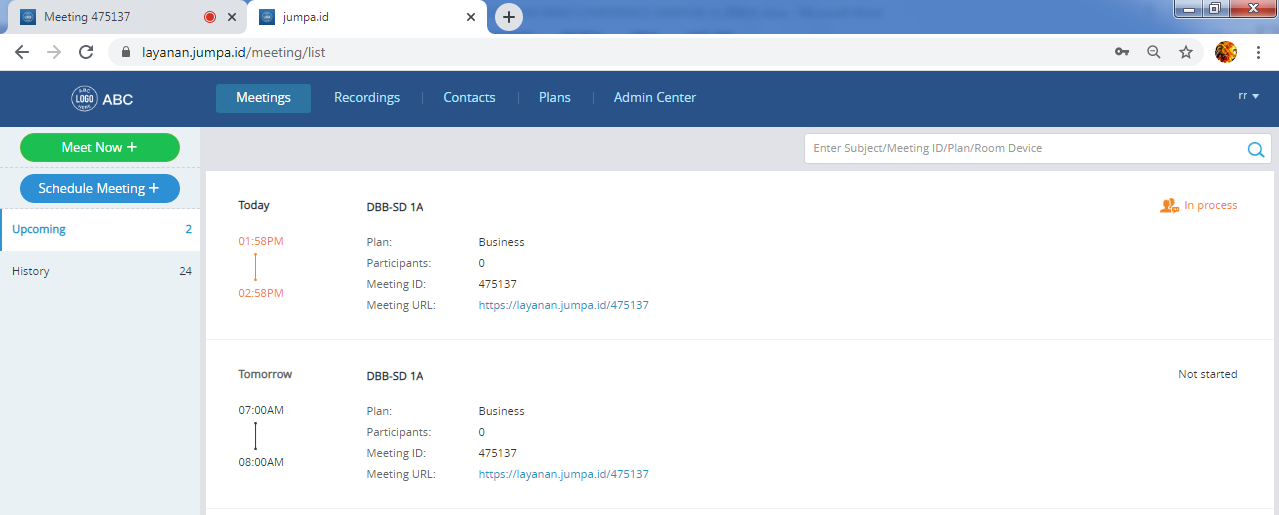 Meeting 475137
jumpa.id
layanan.jumpa.id/meeting/list
ABC LOGO HERE ABC
Meetings Recordings Contacts Plans Admin Center rr
Meet Now +
Enter Subject/Meeting ID/Plan/Room Device
Schedule Meeting +
Upcoming 2
History 24
Today DBB-SD 1A In process
01:58PM Plan: Business
Participants: 0
02:58PM Meeting ID: 475137
Meeting URL: https://layanan.jumpa.id/475137
Tomorrow DBB-SD 1A Not started
07:00AM Plan: Business
Participants: 0
08:00AM Meeting ID: 475137
Meeting URL: https://layanan.jumpa.id/475137